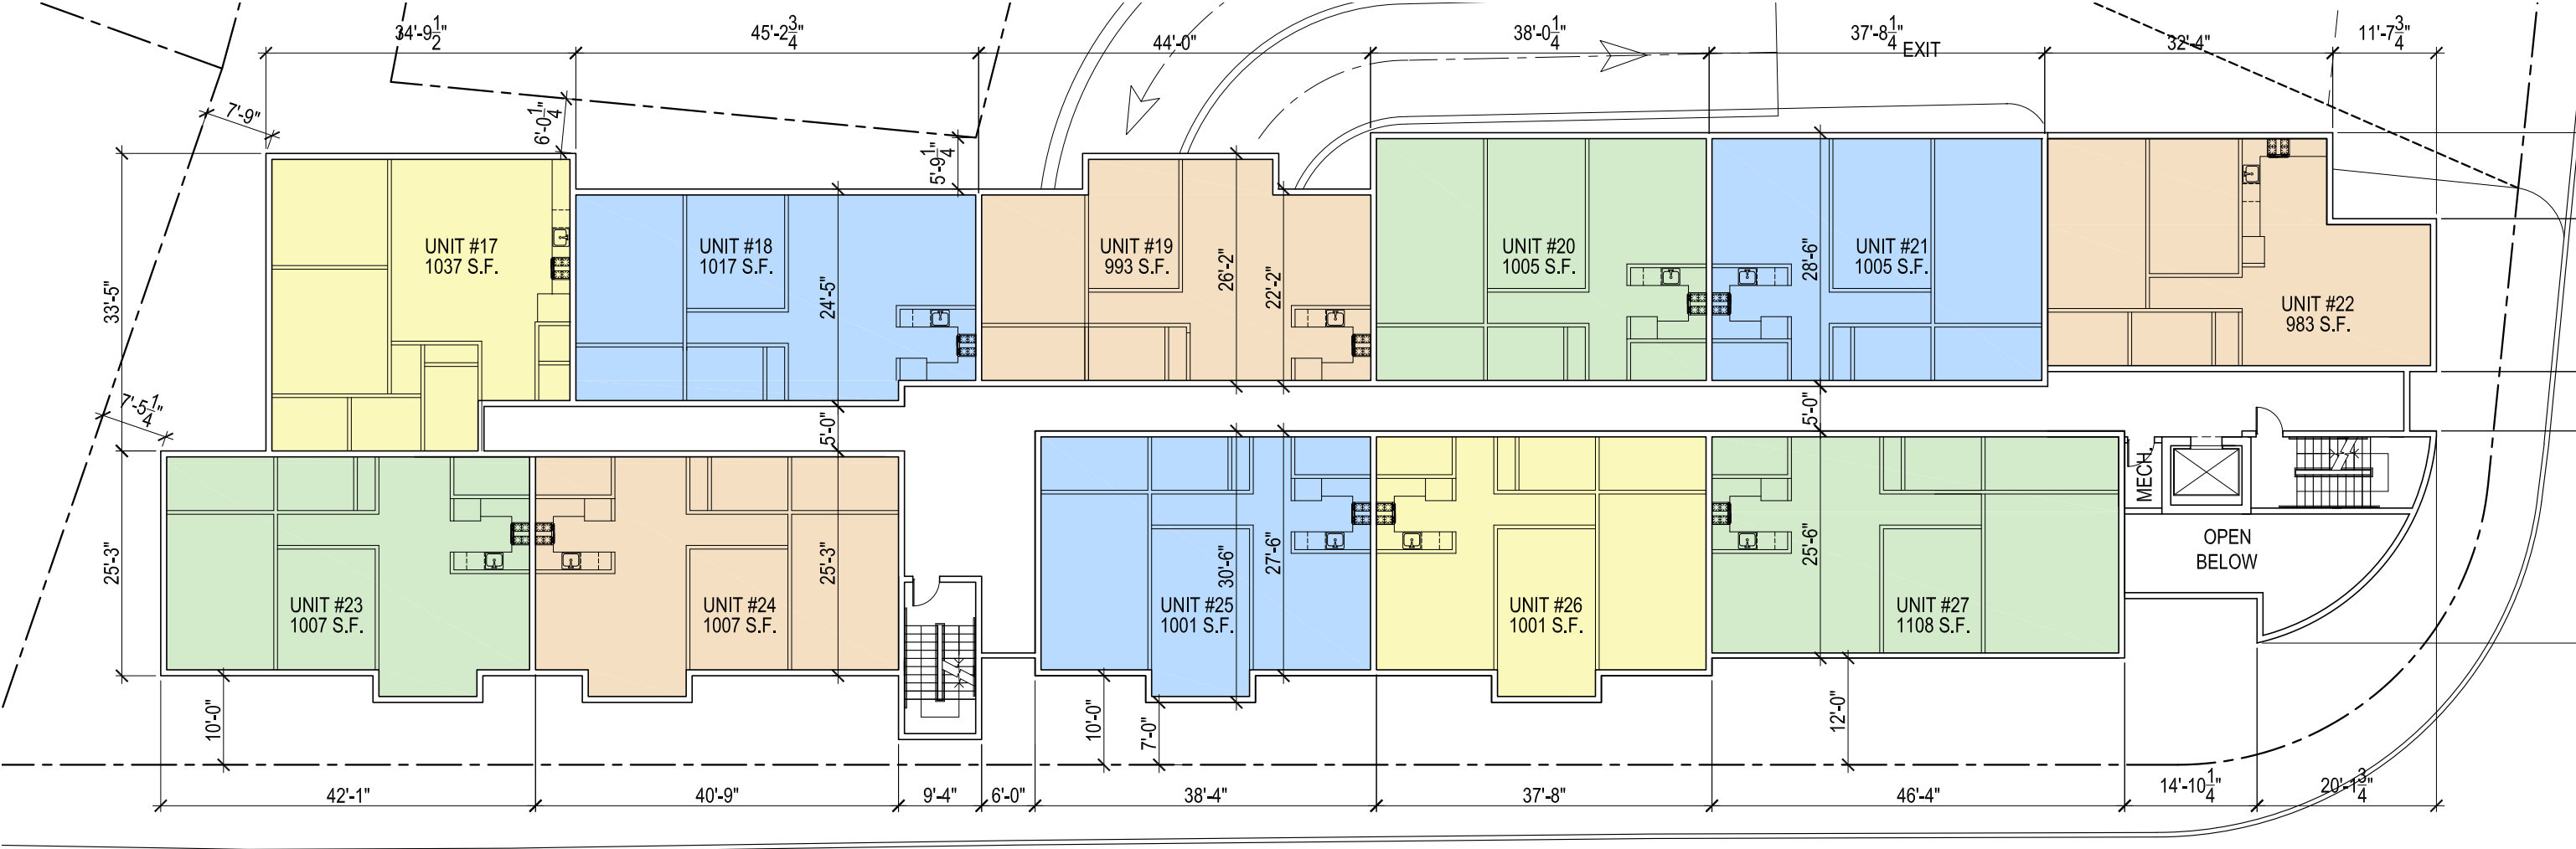 34'-9 1/2"
45'-2 3/4"
44'-0"
38'-0 1/4"
37'-8 1/4"
EXIT
32'-4"
11'-7 3/4"
7'-9"
6'-0 1/4"
5'-9 1/4"
33'-5"
UNIT #17
1037 S.F.
UNIT #18
1017 S.F.
24'-5"
UNIT #19
993 S.F.
26'-2"
22'-2"
UNIT #20
1005 S.F.
28'-6"
UNIT #21
1005 S.F.
UNIT #22
983 S.F.
7'-5 1/4"
5'-0"
5'-0"
MECH.
25'-3"
UNIT #23
1007 S.F.
UNIT #24
1007 S.F.
25'-3"
UNIT #25
1001 S.F.
30'-6"
27'-6"
UNIT #26
1001 S.F.
25'-6"
UNIT #27
1108 S.F.
OPEN
BELOW
10'-0"
10'-0"
7'-0"
12'-0"
42'-1"
40'-9"
9'-4"
6'-0"
38'-4"
37'-8"
46'-4"
14'-10 1/4"
20'-1 3/4"